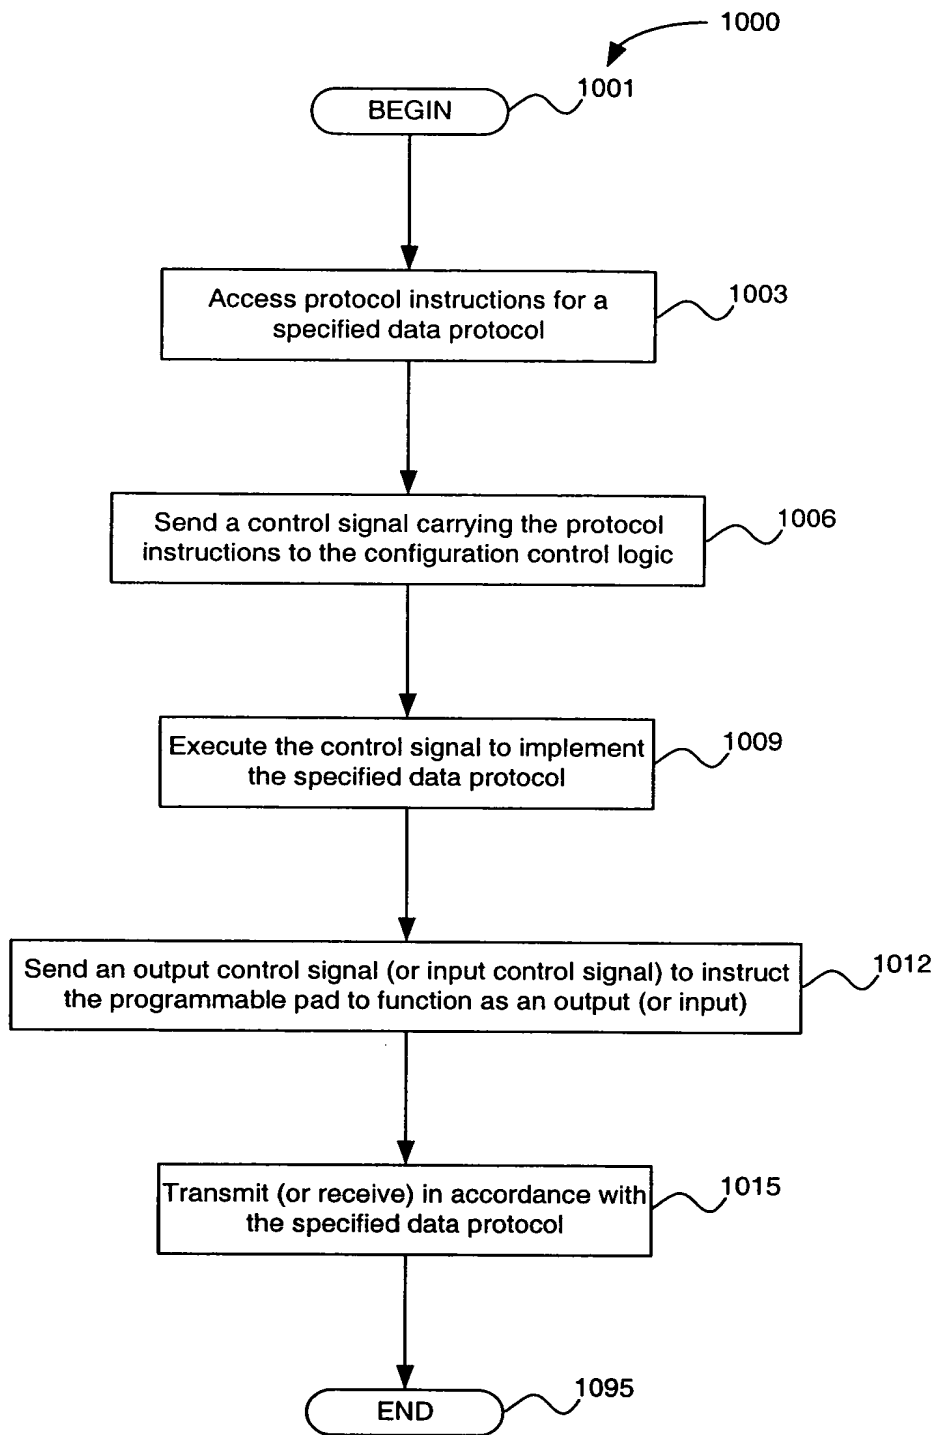 1000
BEGIN
1001
Access protocol instructions for a
specified data protocol
1003
Send a control signal carrying the protocol
instructions to the configuration control logic
1006
Execute the control signal to implement
the specified data protocol
1009
Send an output control signal (or input control signal) to instruct
the programmable pad to function as an output (or input)
1012
Transmit (or receive) in accordance with
the specified data protocol
1015
END
1095